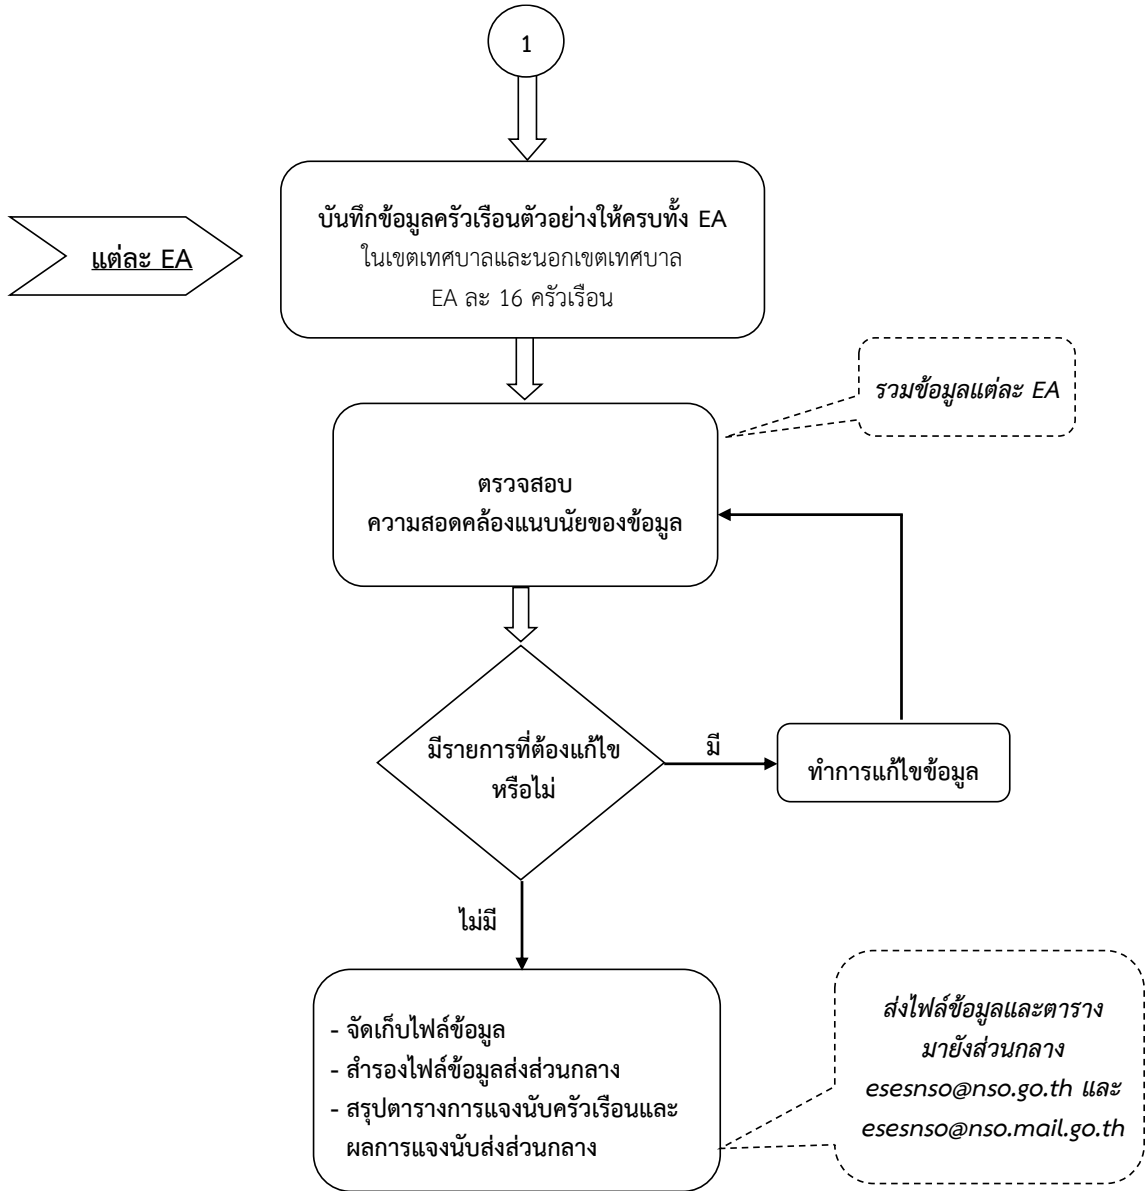 1
แต่ละ EA
บันทึกข้อมูลครัวเรือนตัวอย่างให้ครบทั้ง EA
ในเขตเทศบาลและนอกเขตเทศบาล
EA ละ 16 ครัวเรือน
รวมข้อมูลแต่ละ EA
ตรวจสอบ
ความสอดคล้องแนบนัยของข้อมูล
มีรายการที่ต้องแก้ไข
หรือไม่
มี
ทำการแก้ไขข้อมูล
ไม่มี
- จัดเก็บไฟล์ข้อมูล
- สำรองไฟล์ข้อมูลส่งส่วนกลาง
- สรุปตารางการแจงนับครัวเรือนและ
ผลการแจงนับส่งส่วนกลาง
ส่งไฟล์ข้อมูลและตาราง
มายังส่วนกลาง
esesnso@nso.go.th และ
esesnso@nso.mail.go.th